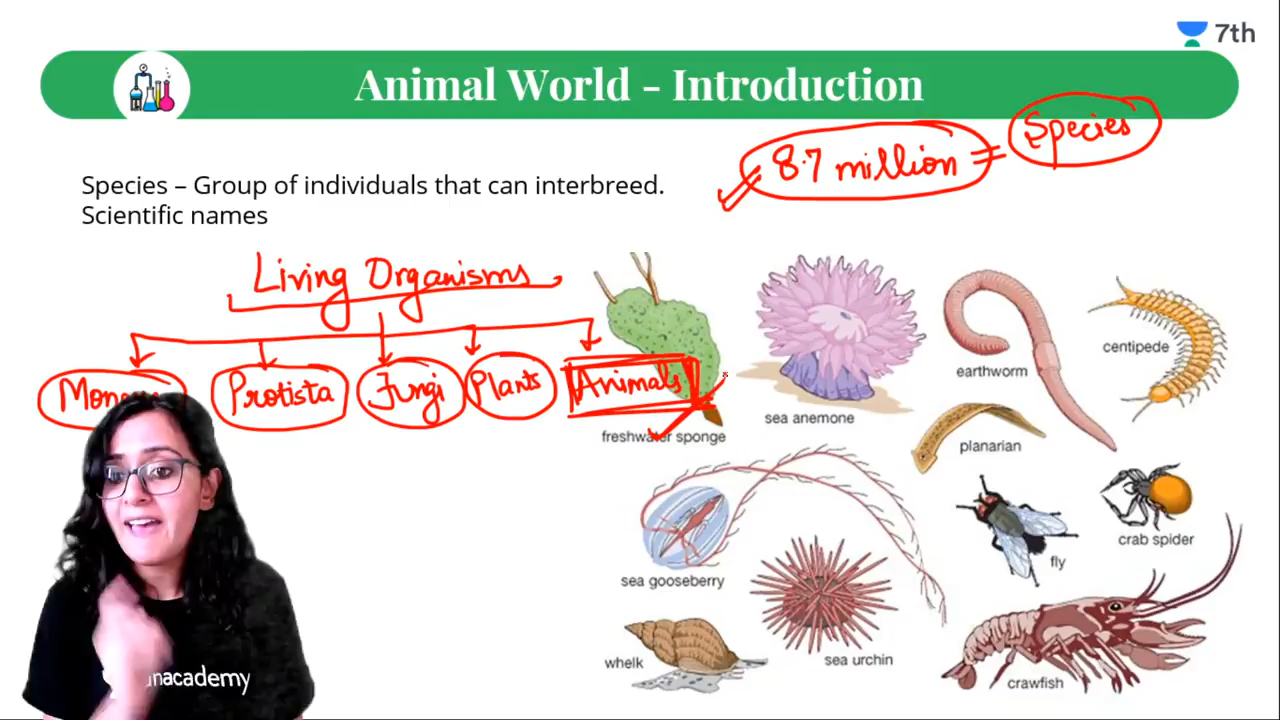 7th
Animal World - Introduction
8.7 million = Species
Species – Group of individuals that can interbreed.
Scientific names
Living Organisms
Protista Fungi Plants Animals
freshwater sponge
sea anemone
earthworm
centipede
planarian
sea gooseberry
sea urchin
fly
crab spider
whelk
crawfish